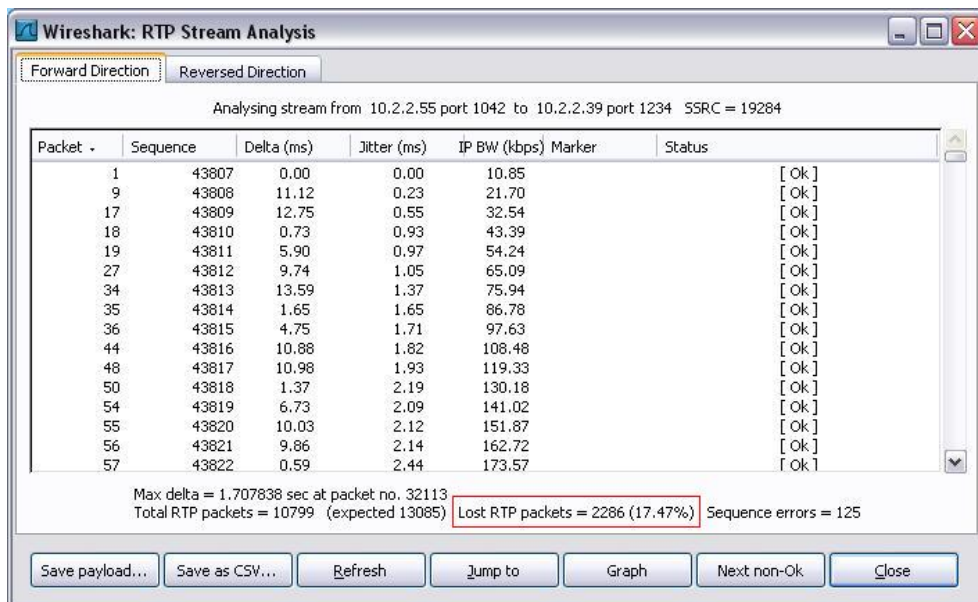 Wireshark: RTP Stream Analysis
Forward Direction Reversed Direction
Analysing stream from 10.2.2.55 port 1042 to 10.2.2.39 port 1234 SSRC = 19284
Packet Sequence Delta (ms) Jitter (ms) IP BW (kbps) Marker Status
1 43807 0.00 0.00 10.85 [ Ok ]
9 43808 11.12 0.23 21.70 [ Ok ]
17 43809 12.75 0.55 32.54 [ Ok ]
18 43810 0.73 0.93 43.39 [ Ok ]
19 43811 5.90 0.97 54.24 [ Ok ]
27 43812 9.74 1.05 65.09 [ Ok ]
34 43813 13.59 1.37 75.94 [ Ok ]
35 43814 1.65 1.65 86.78 [ Ok ]
36 43815 4.75 1.71 97.63 [ Ok ]
44 43816 10.88 1.82 108.48 [ Ok ]
48 43817 10.98 1.93 119.33 [ Ok ]
50 43818 1.37 2.19 130.18 [ Ok ]
54 43819 6.73 2.09 141.02 [ Ok ]
55 43820 10.03 2.12 151.87 [ Ok ]
56 43821 9.86 2.14 162.72 [ Ok ]
57 43822 0.59 2.44 173.57 [ Ok ]
Max delta = 1.707838 sec at packet no. 32113
Total RTP packets = 10799 (expected 13085) Lost RTP packets = 2286 (17.47%) Sequence errors = 125
Save payload... Save as CSV... Refresh Jump to Graph Next non-Ok Close